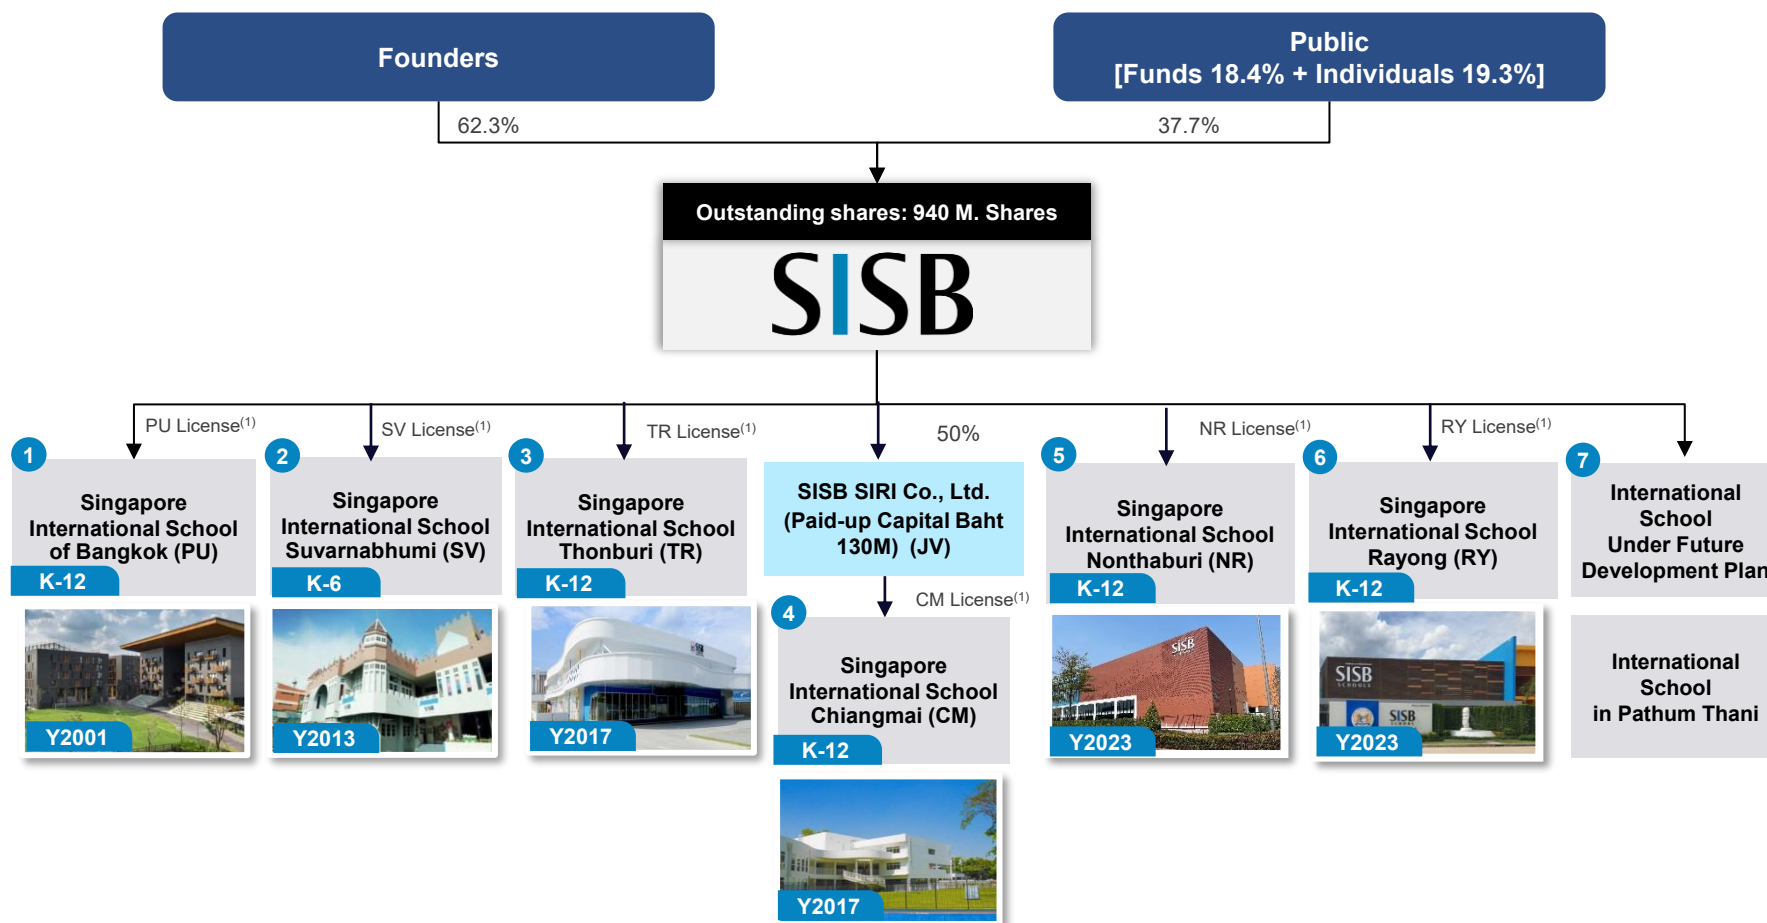 Founders
Public
[Funds 18.4% + Individuals 19.3%]
62.3%
37.7%
Outstanding shares: 940 M. Shares
SISB
PU License(1)
SV License(1)
TR License(1)
50%
NR License(1)
RY License(1)
1
Singapore
International School
of Bangkok (PU)
K-12
Y2001
2
Singapore
International School
Suvarnabhumi (SV)
K-6
Y2013
3
Singapore
International School
Thonburi (TR)
K-12
Y2017
SISB SIRI Co., Ltd.
(Paid-up Capital Baht
130M) (JV)
CM License(1)
4
Singapore
International School
Chiangmai (CM)
K-12
Y2017
5
Singapore
International School
Nonthaburi (NR)
K-12
SISB
Y2023
6
Singapore
International School
Rayong (RY)
K-12
SISB
SCHOOLS
SISB
Y2023
7
International
School
Under Future
Development Plan
International
School
in Pathum Thani